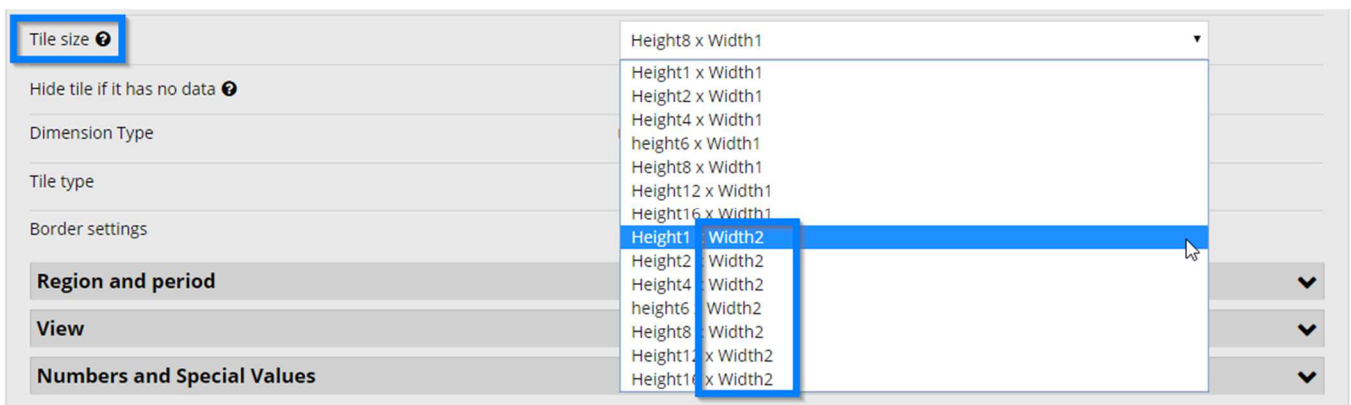 Tile size ?
Height8 x Width1
Height1 x Width1
Hide tile if it has no data ?
Height2 x Width1
Height4 x Width1
Dimension Type
height6 x Width1
Height8 x Width1
Tile type
Height12 x Width1
Height16 x Width1
Border settings
Height1 x Width2
Height2 x Width2
Region and period
Height4 x Width2
height6 x Width2
View
Height8 x Width2
Height12 x Width2
Numbers and Special Values
Height16 x Width2